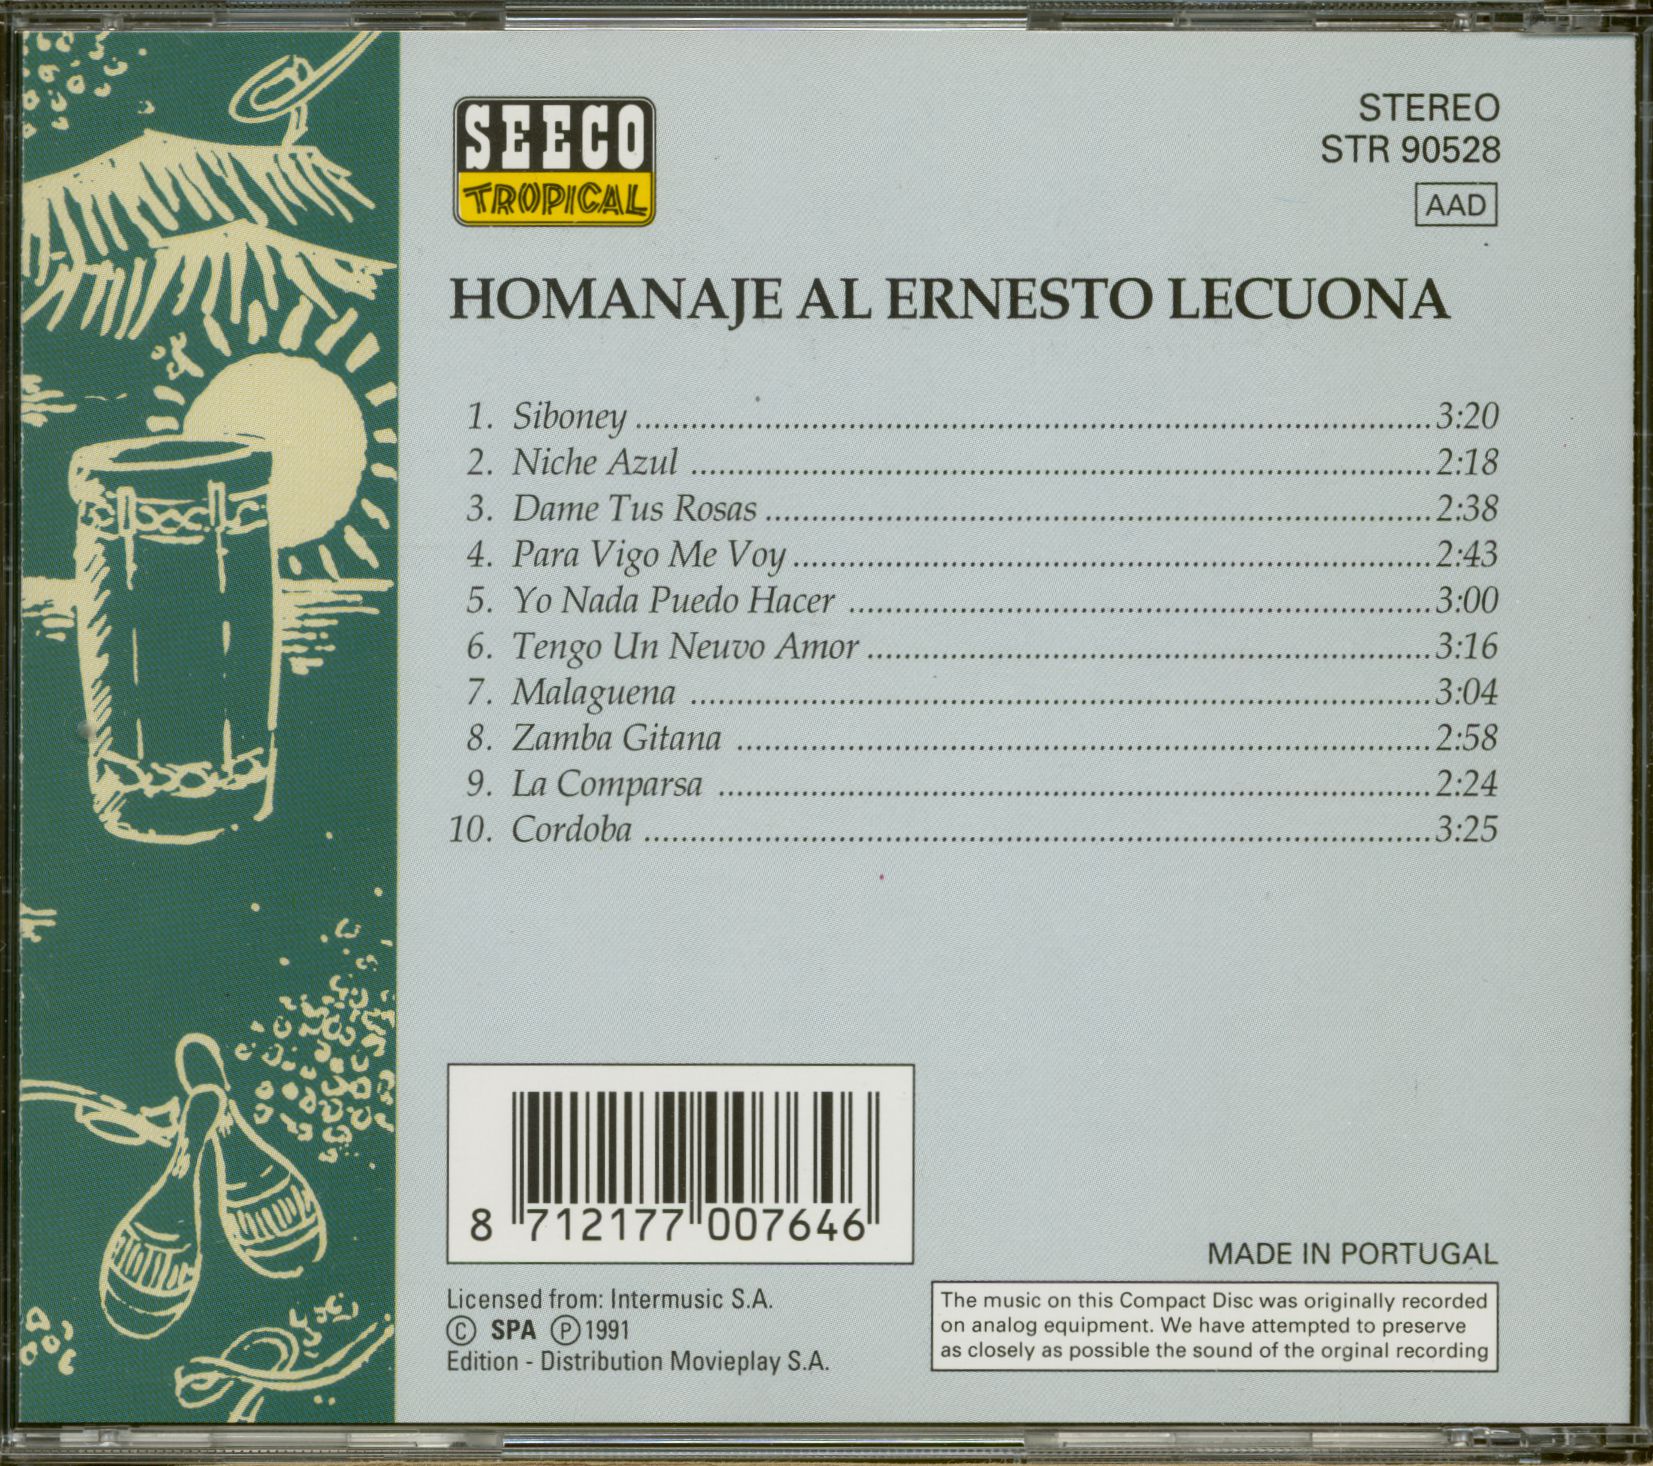 SEECO
TROPICAL
STEREO
STR 90528
AAD
HOMANAJE AL ERNESTO LECUONA
1. Siboney ........ 3:20
2. Niche Azul ........ 2:18
3. Dame Tus Rosas ........ 2:38
4. Para Vigo Me Voy ........ 2:43
5. Yo Nada Puedo Hacer ........ 3:00
6. Tengo Un Neuvo Amor ........ 3:16
7. Malaguena ........ 3:04
8. Zamba Gitana ........ 2:58
9. La Comparsa ........ 2:24
10. Cordoba ........ 3:25
8 712177 007646
Licensed from: Intermusic S.A.
Ⓒ SPA Ⓟ 1991
Edition - Distribution Movieplay S.A.
MADE IN PORTUGAL
The music on this Compact Disc was originally recorded
on analog equipment. We have attempted to preserve
as closely as possible the sound of the orginal recording